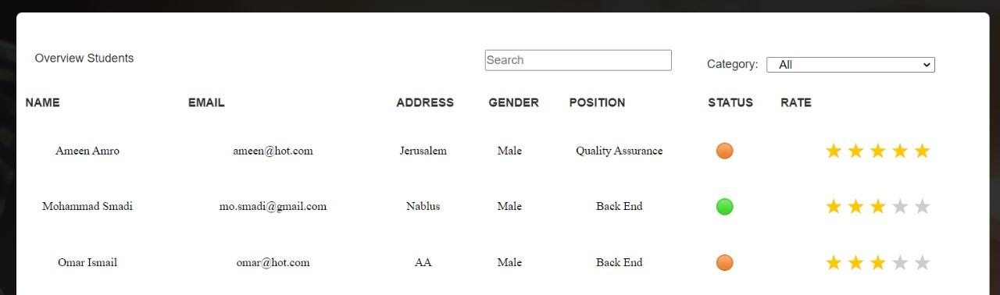 Overview Students
Search
Category: All
NAME EMAIL ADDRESS GENDER POSITION STATUS RATE
Ameen Amro ameen@hot.com Jerusalem Male Quality Assurance
Mohammad Smadi mo.smadi@gmail.com Nablus Male Back End
Omar Ismail omar@hot.com AA Male Back End